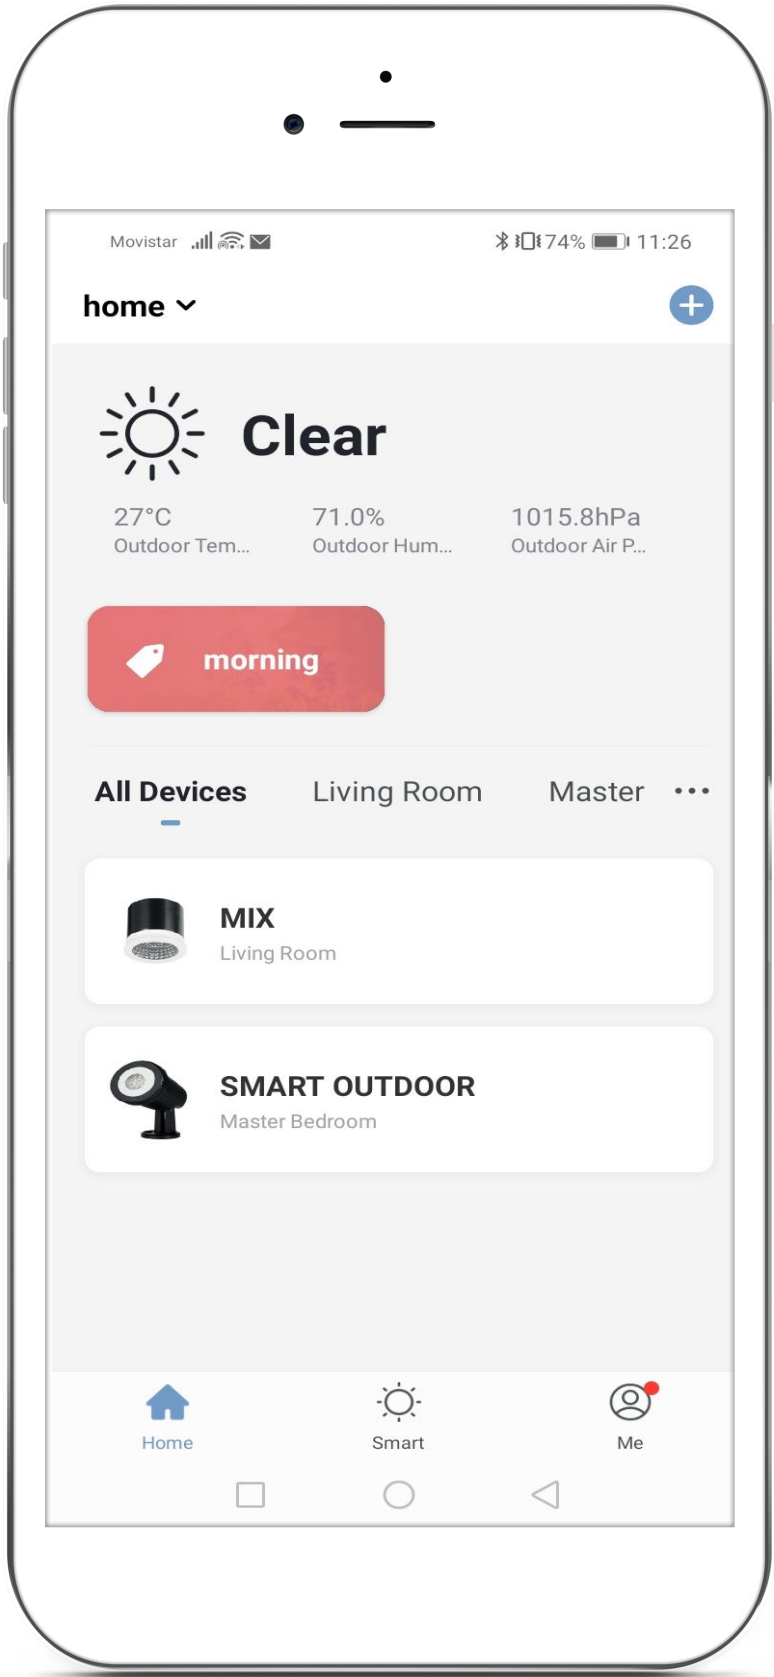 Movistar 74% 11:26
home
Clear
27°C 71.0% 1015.8hPa
Outdoor Tem... Outdoor Hum... Outdoor Air P...
morning
All Devices Living Room Master
MIX
Living Room
SMART OUTDOOR
Master Bedroom
Home Smart Me